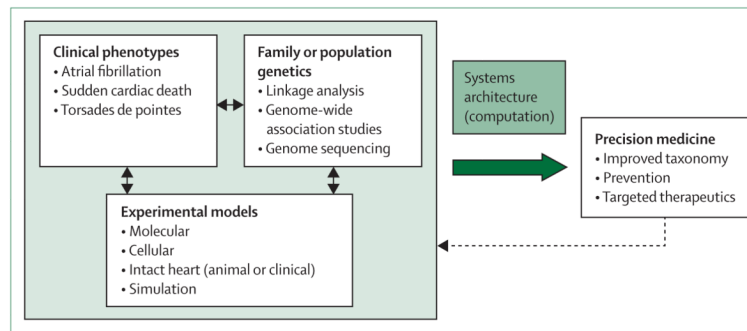 Clinical phenotypes
• Atrial fibrillation
• Sudden cardiac death
• Torsades de pointes
Family or population
genetics
• Linkage analysis
• Genome-wide
association studies
• Genome sequencing
Experimental models
• Molecular
• Cellular
• Intact heart (animal or clinical)
• Simulation
Systems
architecture
(computation)
Precision medicine
• Improved taxonomy
• Prevention
• Targeted therapeutics